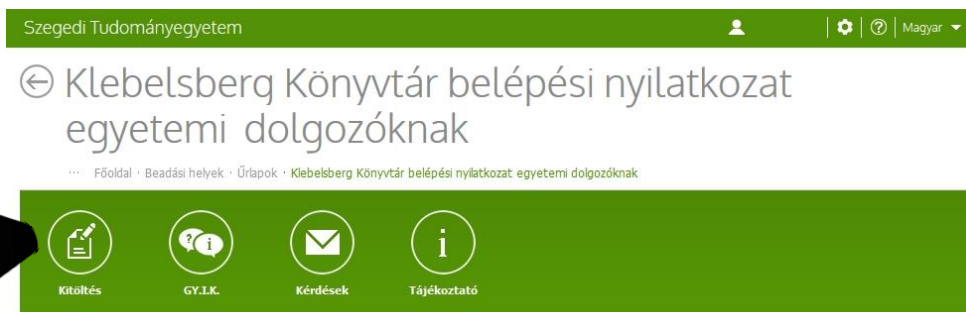 Szegedi Tudományegyetem
Magyar
Klebelsberg Könyvtár belépési nyilatkozat
egyetemi dolgozóknak
··· Főoldal · Beadási helyek · Űrlapok · Klebelsberg Könyvtár belépési nyilatkozat egyetemi dolgozóknak
Kitöltés GY.I.K. Kérdések Tájékoztató